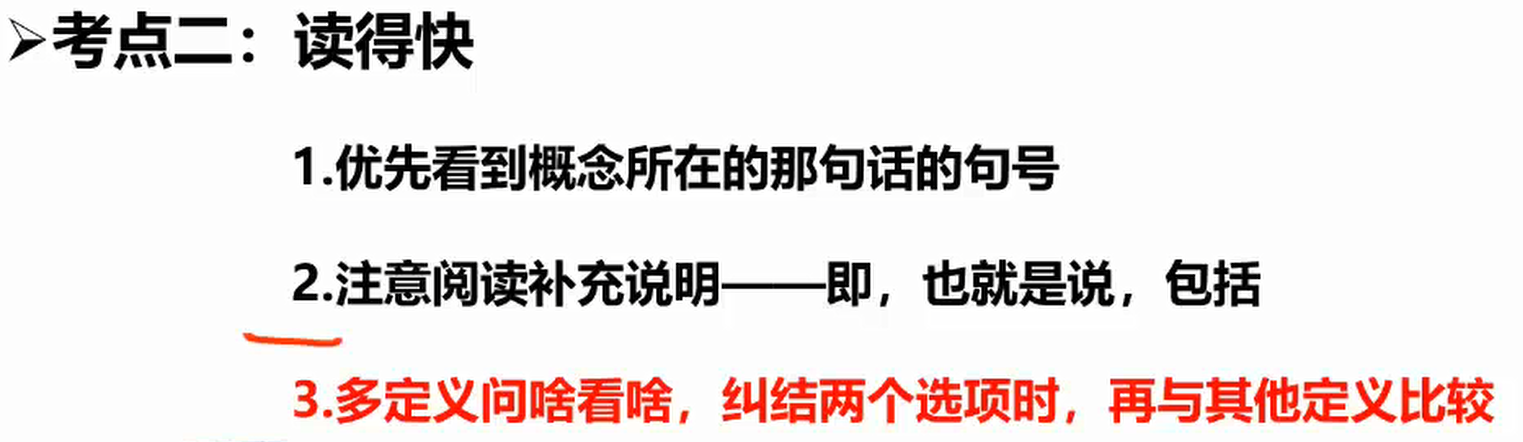 ➢考点二：读得快
1.优先看到概念所在的那句话的句号
2.注意阅读补充说明——即，也就是说，包括
3.多定义问啥看啥，纠结两个选项时，再与其他定义比较